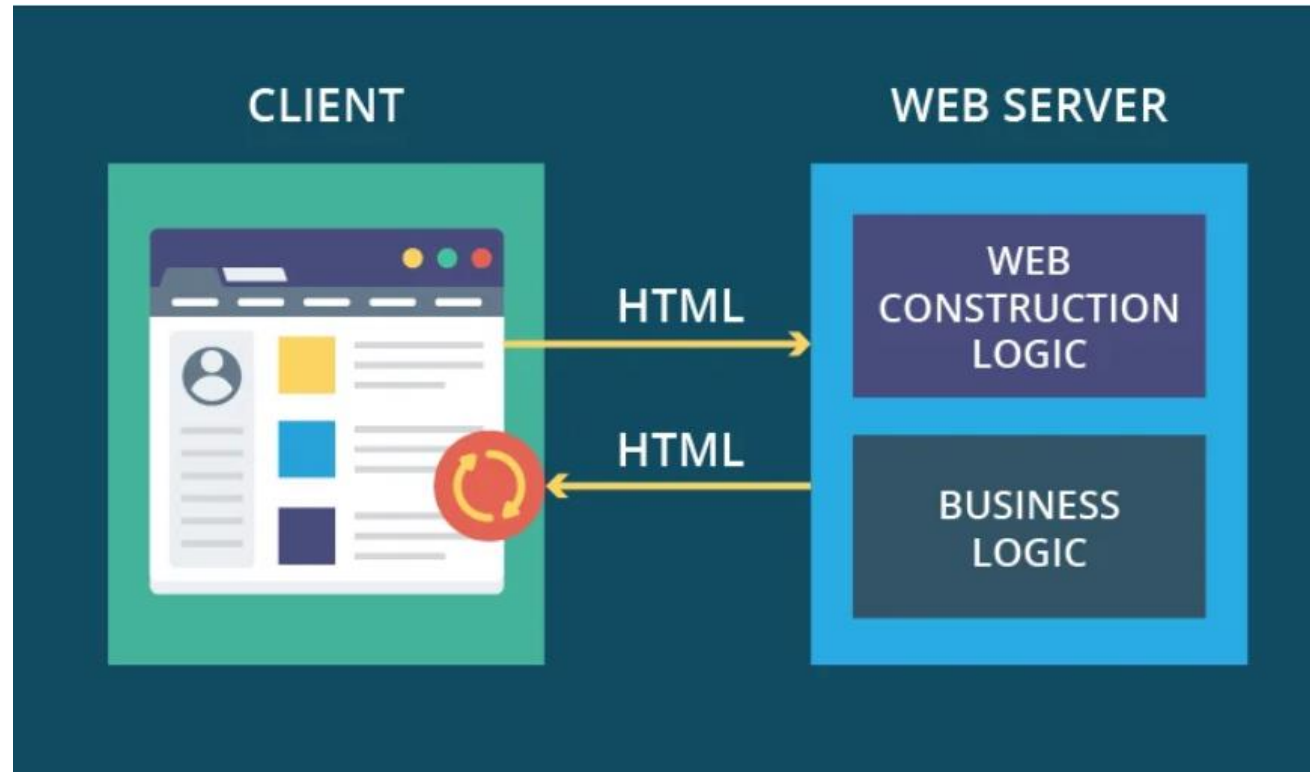 CLIENT
WEB SERVER
HTML
HTML
WEB
CONSTRUCTION
LOGIC
BUSINESS
LOGIC